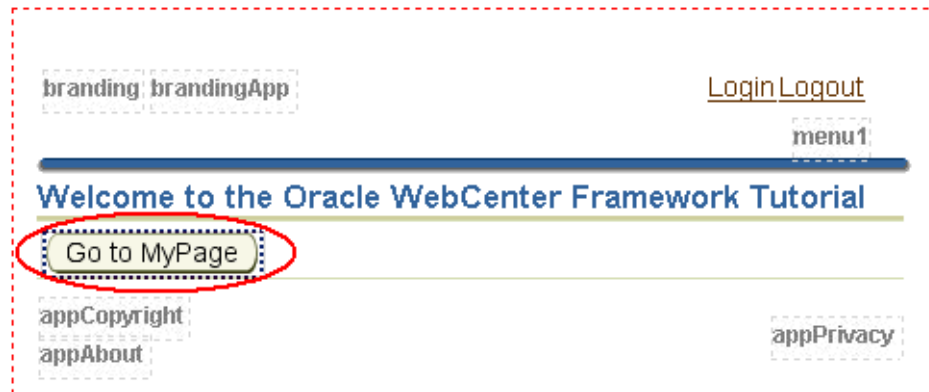 branding brandingApp
Login Logout
menu1
Welcome to the Oracle WebCenter Framework Tutorial
Go to MyPage
appCopyright
appPrivacy
appAbout